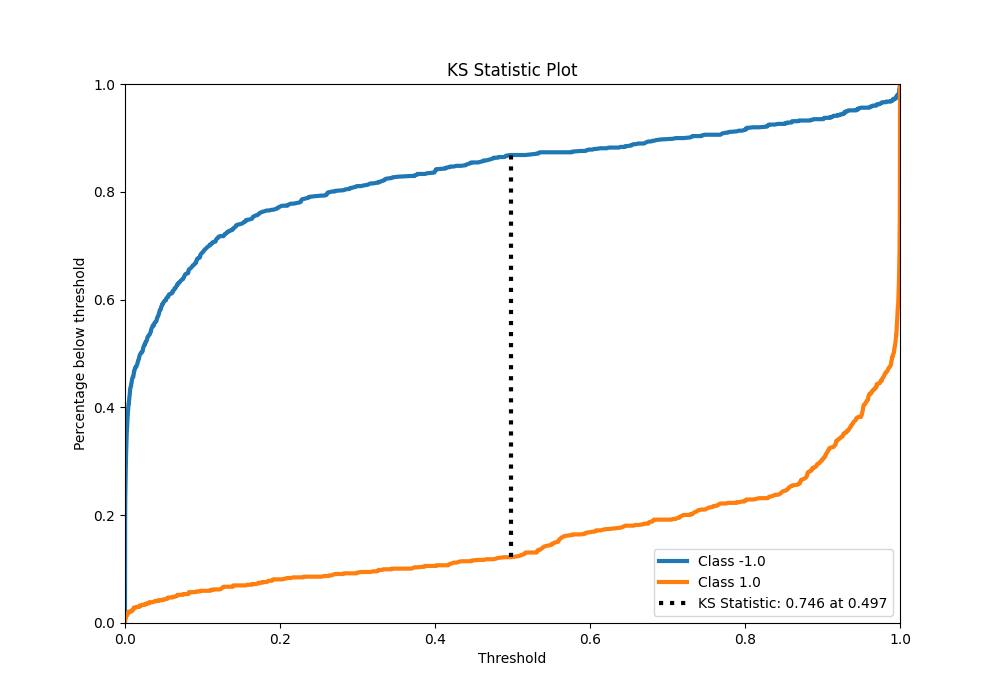 KS Statistic Plot
Percentage below threshold
1.0
0.8
0.6
0.4
0.2
0.0
0.0 0.2 0.4 0.6 0.8 1.0
Threshold
Class -1.0
Class 1.0
KS Statistic: 0.746 at 0.497